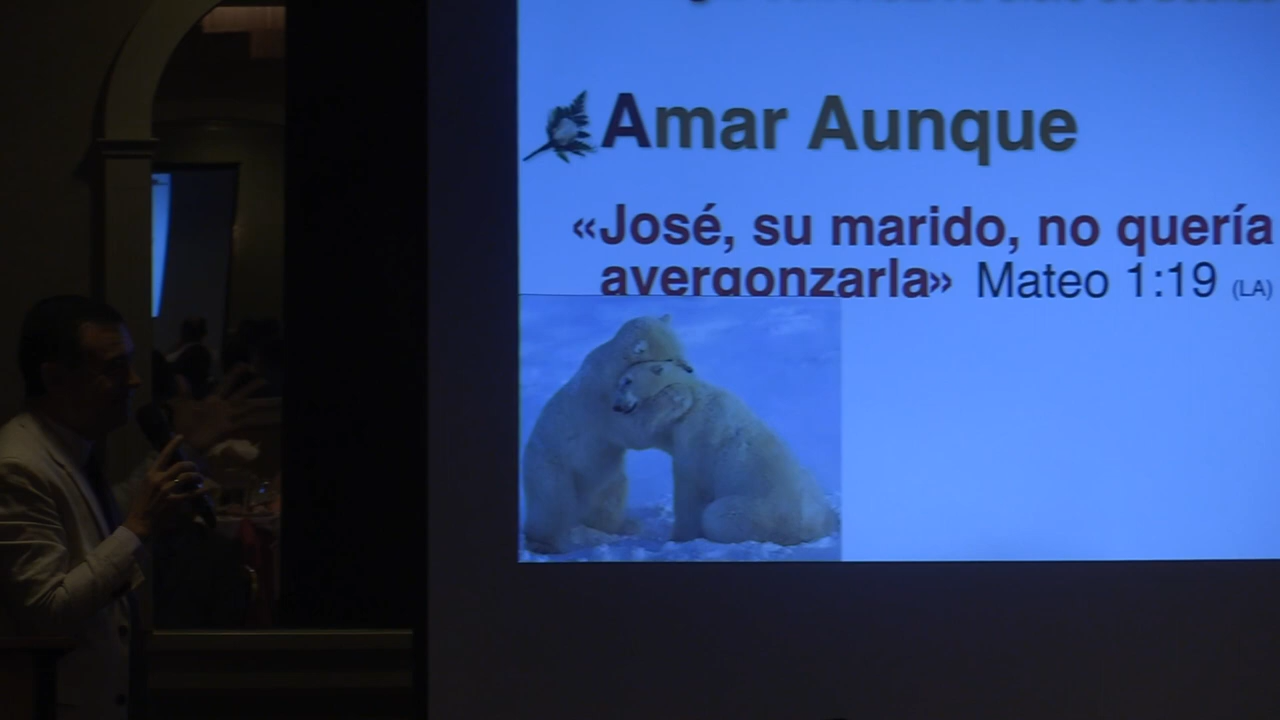 Amar Aunque
«José, su marido, no quería
avergonzarla» Mateo 1:19 (LA)